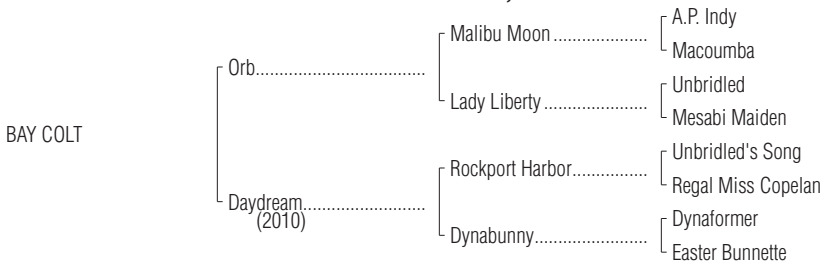 A.P. Indy
Malibu Moon ......................
Macoumba
Orb.......................................
Unbridled
Lady Liberty ........................
Mesabi Maiden
BAY COLT
Unbridled's Song
Rockport Harbor.................
Regal Miss Copelan
Daydream............................
(2010)
Dynaformer
Dynabunny..........................
Easter Bunnette